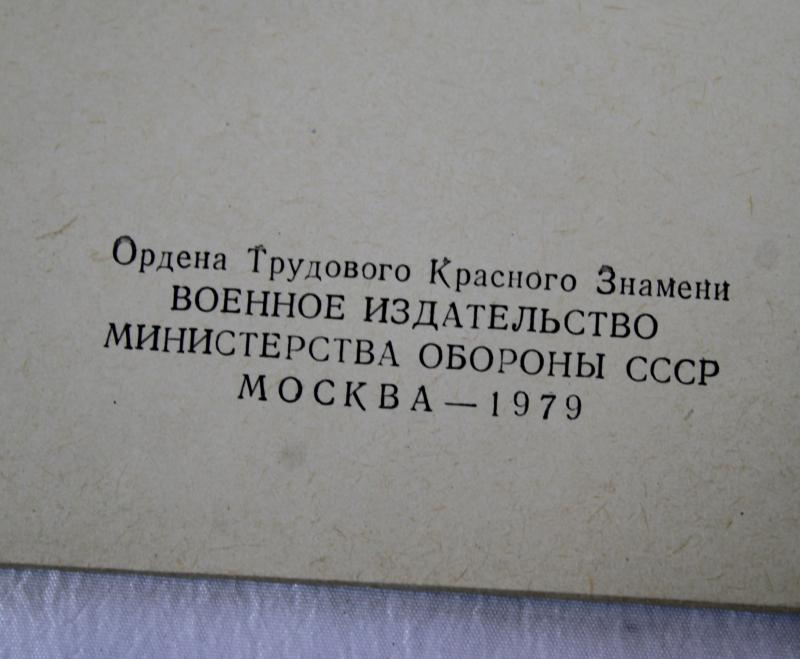 Ордена Трудового Красного Знамени
ВОЕННОЕ ИЗДАТЕЛЬСТВО
МИНИСТЕРСТВА ОБОРОНЫ СССР
МОСКВА — 1979